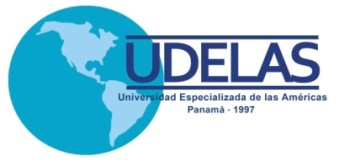 UDELAS
Universidad Especializada de las Américas
Panamá - 1997